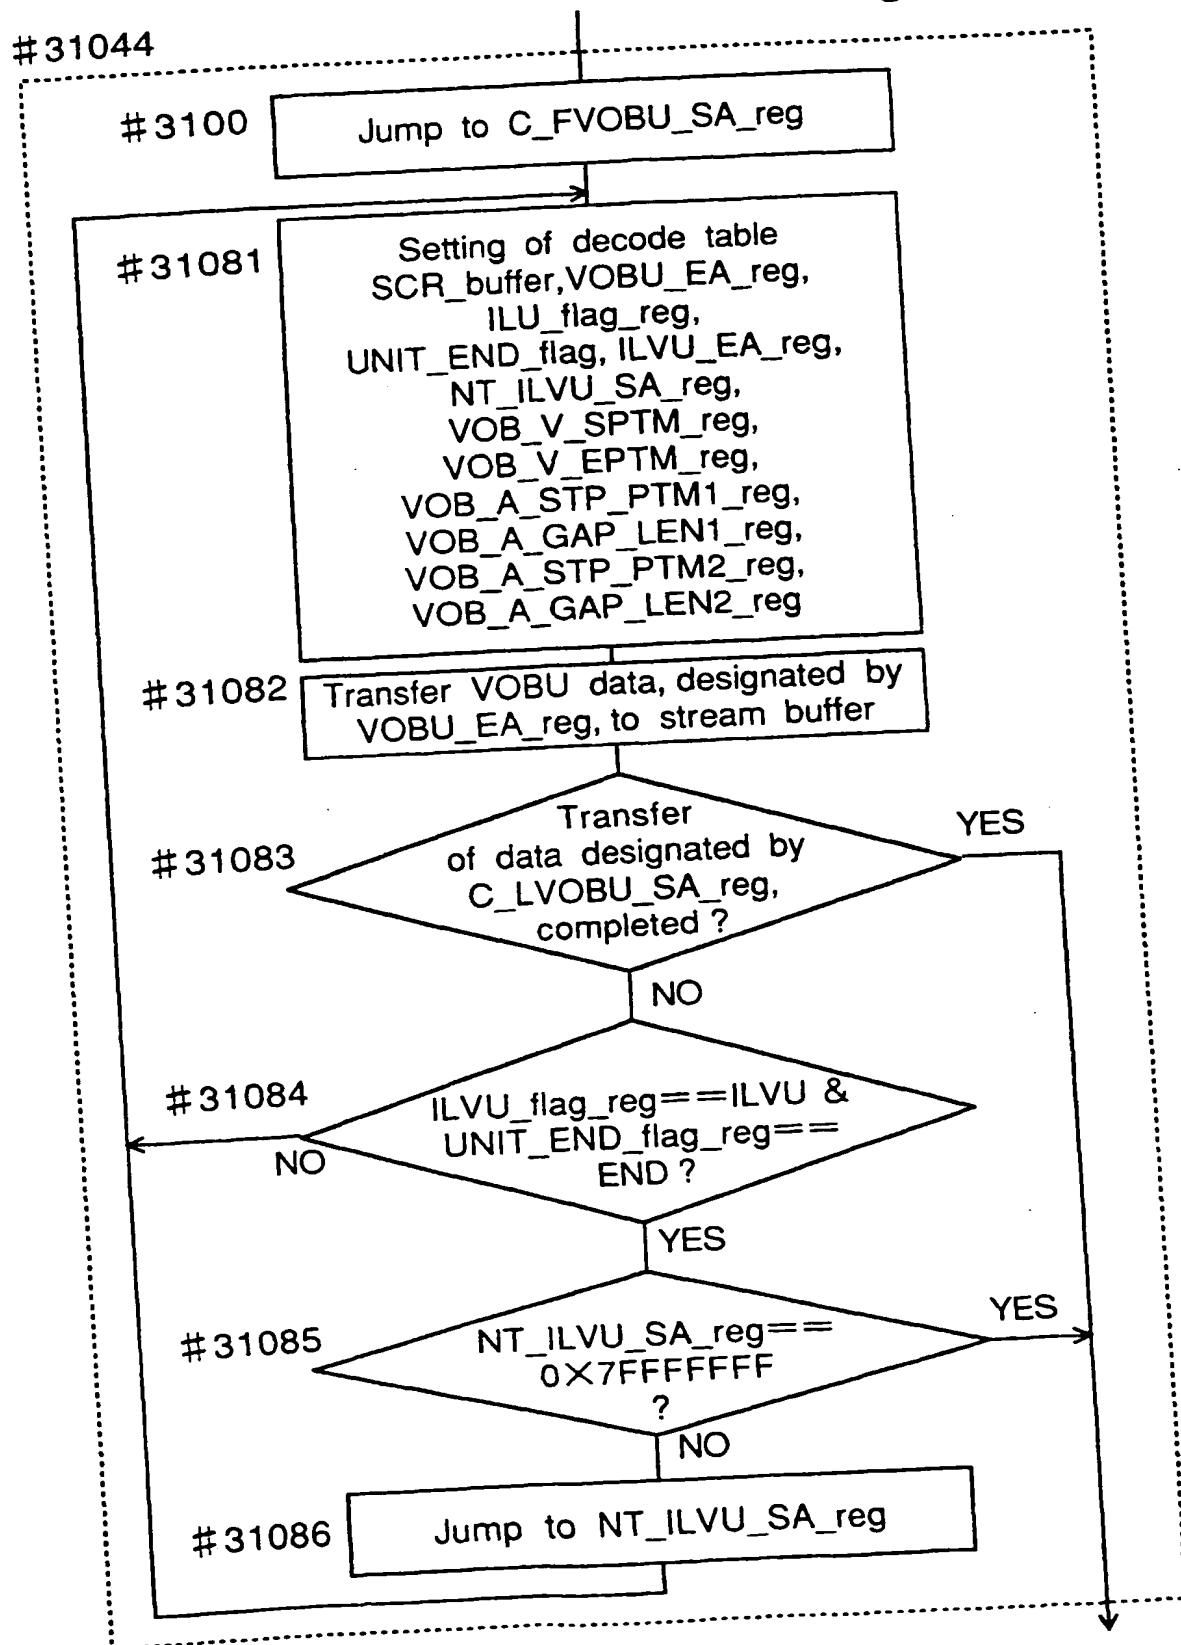 #31044
#3100
Jump to C_FVOBU_SA_reg
#31081
Setting of decode table
SCR_buffer,VOBU_EA_reg,
ILU_flag_reg,
UNIT_END_flag, ILVU_EA_reg,
NT_ILVU_SA_reg,
VOB_V_SPTM_reg,
VOB_V_EPTM_reg,
VOB_A_STP_PTM1_reg,
VOB_A_GAP_LEN1_reg,
VOB_A_STP_PTM2_reg,
VOB_A_GAP_LEN2_reg
#31082
Transfer VOBU data, designated by
VOBU_EA_reg, to stream buffer
#31083
Transfer
of data designated by
C_LVOBU_SA_reg,
completed ?
YES
NO
#31084
ILVU_flag_reg==ILVU &
UNIT_END_flag_reg==
END ?
NO
YES
#31085
NT_ILVU_SA_reg==
0X7FFFFFFF
?
YES
NO
#31086
Jump to NT_ILVU_SA_reg